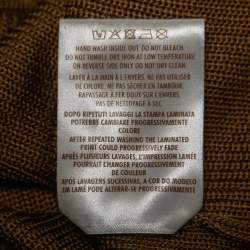 HAND WASH INSIDE OUT. DO NOT BLEACH
DO NOT TUMBLE DRY IRON AT LOW TEMPERATURE
ON REVERSE SIDE ONLY DO NOT DRY CLEAN
LAVER À LA MAIN À L'ENVERS. NE PAS UTILISER
DE CHLORE. NE PAS SÉCHER EN TAMBOUR
RAPASSAGE À FER DOUX SUR L'ENVERS.
PAS DE NETTOYAGE À SEC.
DOPO RIPETUTI LAVAGGI LA STAMPA LAMINATA
POTREBBE CAMBIARE PROGRESSIVAMENTE
COLORE
AFTER REPEATED WASHING THE LAMINATED
PRINT COULD PROGRESSIVELY FADE
APRÈS PLUSIEURS LAVAGES, L'IMPRIMÉ LAMINÉ
POURRAIT CHANGER PROGRESSIVEMENT
DE COULEUR
APÓS LAVAGENS SUCESSIVAS, A COR DO MODELO
EM LAMÉ PODE ALTERAR-SE PROGRESSIVAMENTE